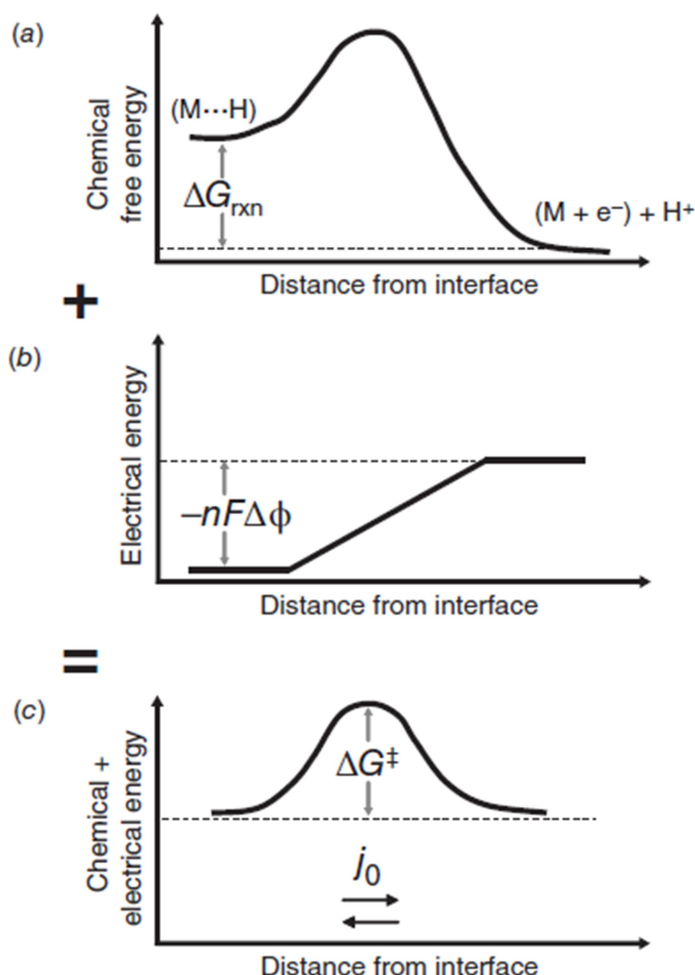 (a)
Chemical
free energy
(M···H)
ΔG_rxn
(M + e⁻) + H⁺
Distance from interface
+
(b)
Electrical energy
−nFΔϕ
Distance from interface
=
(c)
Chemical +
electrical energy
ΔG‡
j₀
Distance from interface